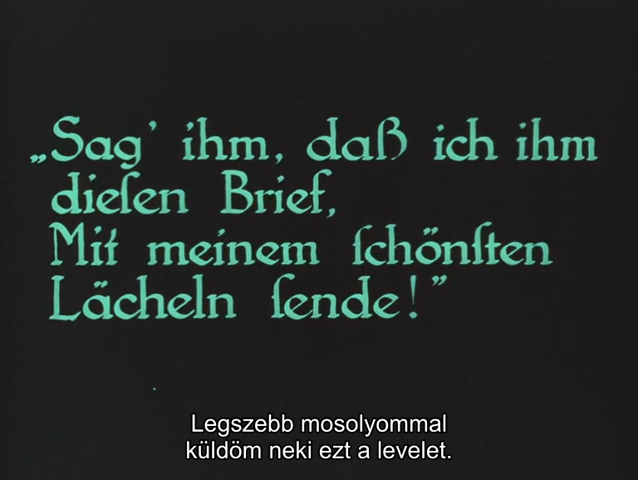 „Sag’ ihm, daß ich ihm
dieſen Brief,
Mit meinem ſchönſten
Lächeln ſende!”
Legszebb mosolyommal
küldöm neki ezt a levelet.